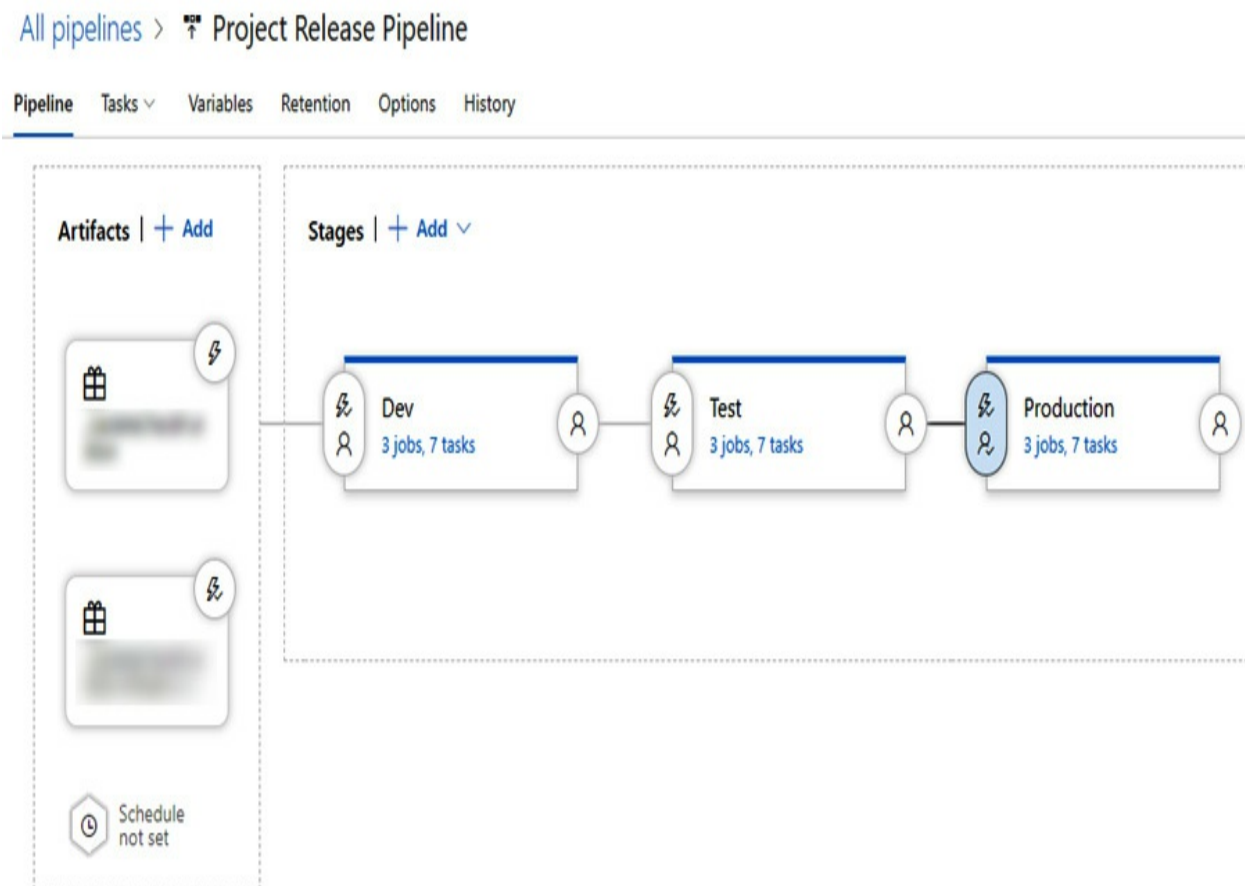 All pipelines > Project Release Pipeline
Pipeline Tasks Variables Retention Options History
Artifacts | + Add
Stages | + Add
Dev
3 jobs, 7 tasks
Test
3 jobs, 7 tasks
Production
3 jobs, 7 tasks
Schedule
not set